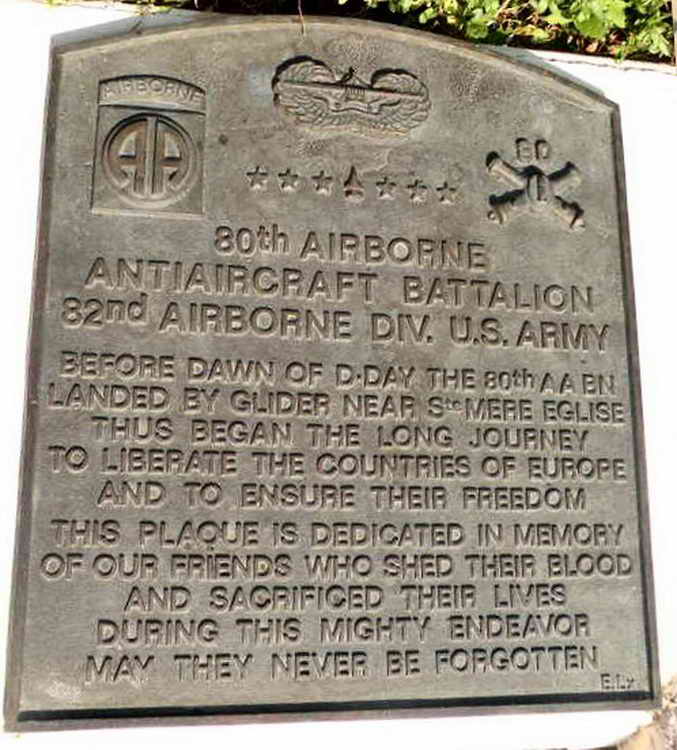 AIRBORNE
AA
80
80th AIRBORNE
ANTIAIRCRAFT BATTALION
82nd AIRBORNE DIV. U.S. ARMY
BEFORE DAWN OF D-DAY THE 80th AA BN
LANDED BY GLIDER NEAR Ste MERE EGLISE
THUS BEGAN THE LONG JOURNEY
TO LIBERATE THE COUNTRIES OF EUROPE
AND TO ENSURE THEIR FREEDOM
THIS PLAQUE IS DEDICATED IN MEMORY
OF OUR FRIENDS WHO SHED THEIR BLOOD
AND SACRIFICED THEIR LIVES
DURING THIS MIGHTY ENDEAVOR
MAY THEY NEVER BE FORGOTTEN